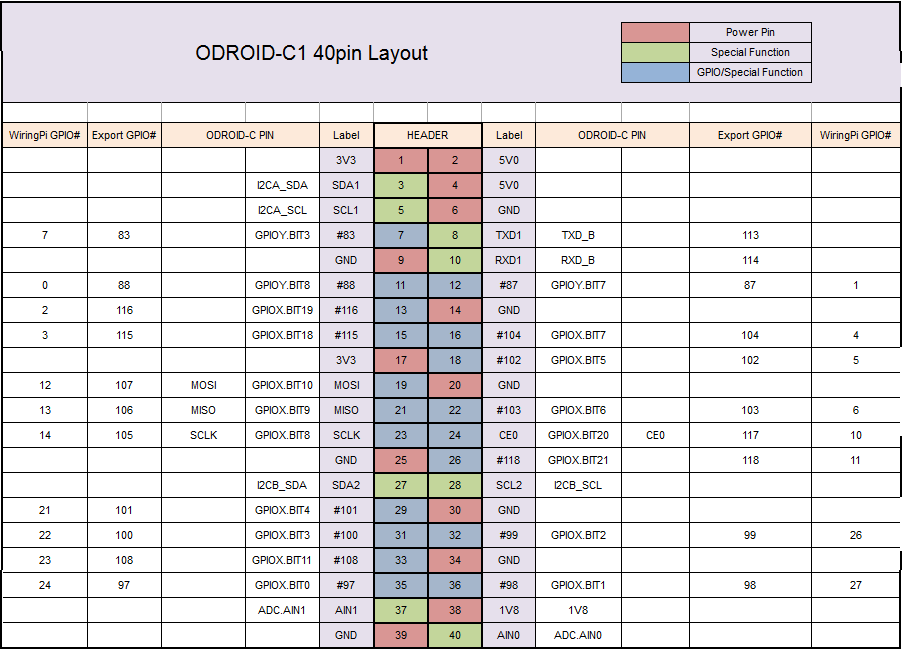 ODROID-C1 40pin Layout
Power Pin
Special Function
GPIO/Special Function
WiringPi GPIO# Export GPIO# ODROID-C PIN Label HEADER Label ODROID-C PIN Export GPIO# WiringPi GPIO#
3V3 1 2 5V0
I2CA_SDA SDA1 3 4 5V0
I2CA_SCL SCL1 5 6 GND
7 83 GPIOY.BIT3 #83 7 8 TXD1 TXD_B 113
GND 9 10 RXD1 RXD_B 114
0 88 GPIOY.BIT8 #88 11 12 #87 GPIOY.BIT7 87 1
2 116 GPIOX.BIT19 #116 13 14 GND
3 115 GPIOX.BIT18 #115 15 16 #104 GPIOX.BIT7 104 4
3V3 17 18 #102 GPIOX.BIT5 102 5
12 107 MOSI GPIOX.BIT10 MOSI 19 20 GND
13 106 MISO GPIOX.BIT9 MISO 21 22 #103 GPIOX.BIT6 103 6
14 105 SCLK GPIOX.BIT8 SCLK 23 24 CE0 GPIOX.BIT20 CE0 117 10
GND 25 26 #118 GPIOX.BIT21 118 11
I2CB_SDA SDA2 27 28 SCL2 I2CB_SCL
21 101 GPIOX.BIT4 #101 29 30 GND
22 100 GPIOX.BIT3 #100 31 32 #99 GPIOX.BIT2 99 26
23 108 GPIOX.BIT11 #108 33 34 GND
24 97 GPIOX.BIT0 #97 35 36 #98 GPIOX.BIT1 98 27
ADC.AIN1 AIN1 37 38 1V8 1V8
GND 39 40 AIN0 ADC.AIN0